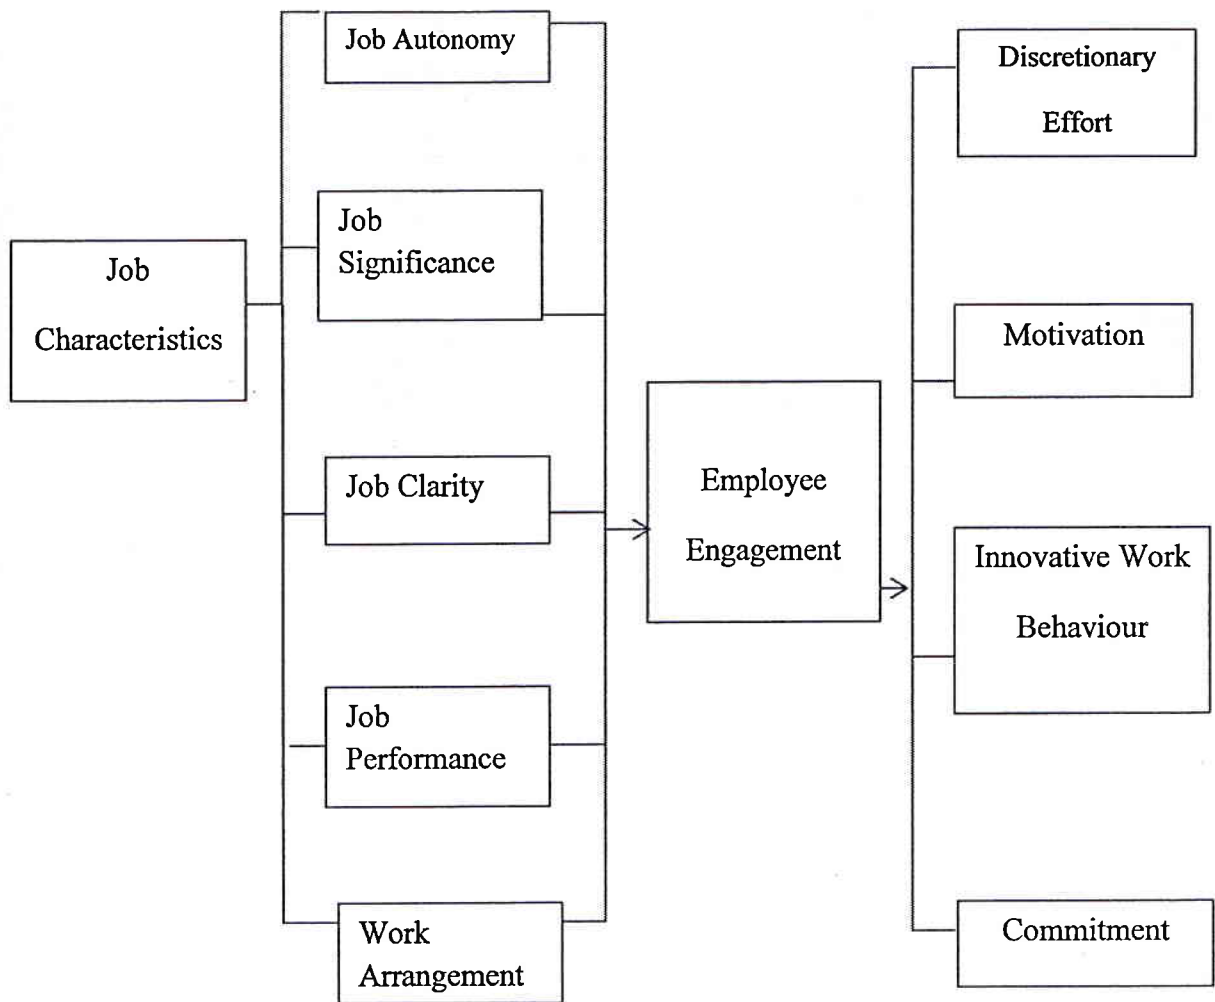 Job
Characteristics
Job Autonomy
Job
Significance
Job Clarity
Job
Performance
Work
Arrangement
Employee
Engagement
Discretionary
Effort
Motivation
Innovative Work
Behaviour
Commitment